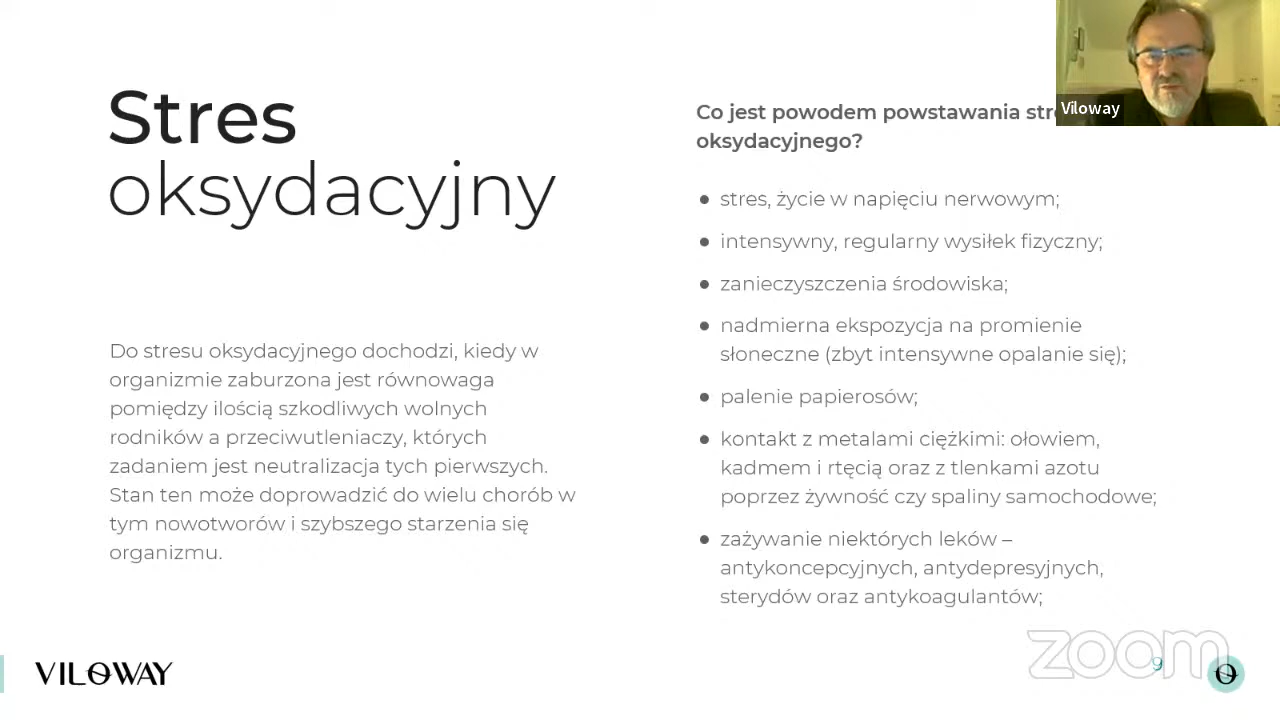 Stres
oksydacyjny
Do stresu oksydacyjnego dochodzi, kiedy w
organizmie zaburzona jest równowaga
pomiędzy ilością szkodliwych wolnych
rodników a przeciwutleniaczy, których
zadaniem jest neutralizacja tych pierwszych.
Stan ten może doprowadzić do wielu chorób w
tym nowotworów i szybszego starzenia się
organizmu.
Co jest powodem powstawania
oksydacyjnego?
● stres, życie w napięciu nerwowym;
● intensywny, regularny wysiłek fizyczny;
● zanieczyszczenia środowiska;
● nadmierna ekspozycja na promienie
słoneczne (zbyt intensywne opalanie się);
● palenie papierosów;
● kontakt z metalami ciężkimi: ołowiem,
kadmem i rtęcią oraz z tlenkami azotu
poprzez żywność czy spaliny samochodowe;
● zażywanie niektórych leków –
antykoncepcyjnych, antydepresyjnych,
sterydów oraz antykoagulantów;
Viloway
VILOWAY
zoom
9